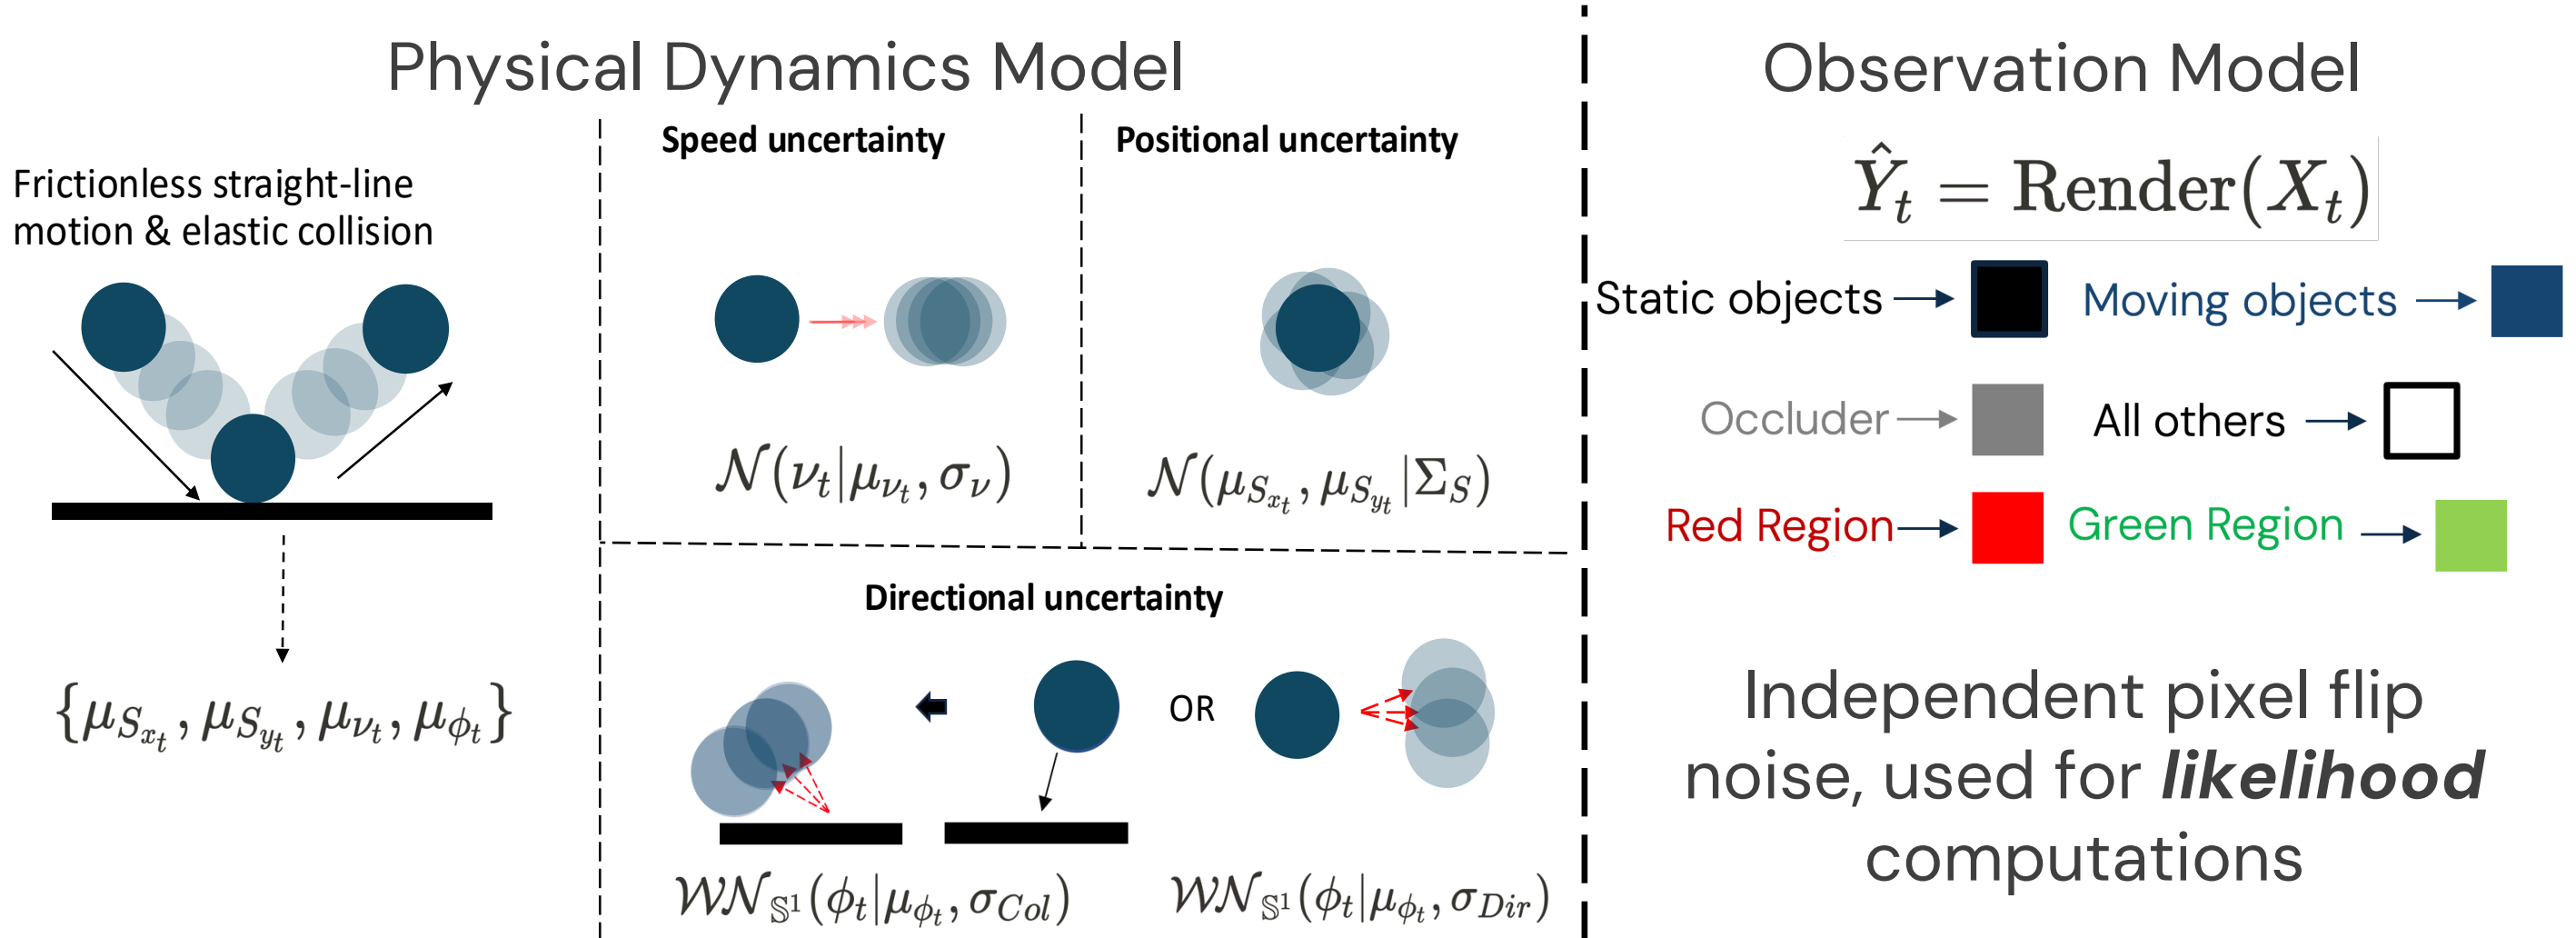 Physical Dynamics Model
Frictionless straight-line
motion & elastic collision
{μ_{S_{x_t}}, μ_{S_{y_t}}, μ_{ν_t}, μ_{ϕ_t}}
Speed uncertainty
𝒩(ν_t|μ_{ν_t}, σ_ν)
Positional uncertainty
𝒩(μ_{S_{x_t}}, μ_{S_{y_t}}|Σ_S)
Directional uncertainty
OR
𝒲𝒩_{𝕊¹}(ϕ_t|μ_{ϕ_t}, σ_{Col})
𝒲𝒩_{𝕊¹}(ϕ_t|μ_{ϕ_t}, σ_{Dir})
Observation Model
Ŷ_t = Render(X_t)
Static objects
Moving objects
Occluder
All others
Red Region
Green Region
Independent pixel flip
noise, used for likelihood
computations